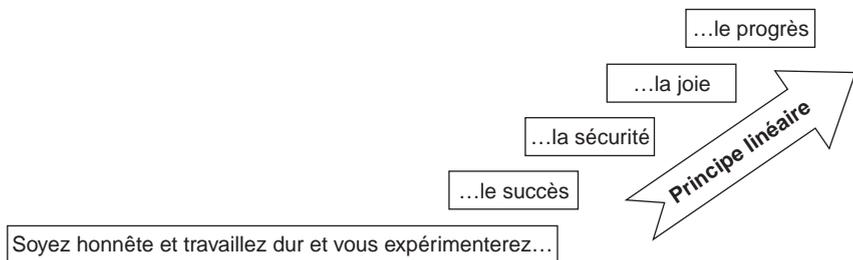 …le progrès
…la joie
…la sécurité
…le succès
Soyez honnête et travaillez dur et vous expérimenterez…
Principe linéaire